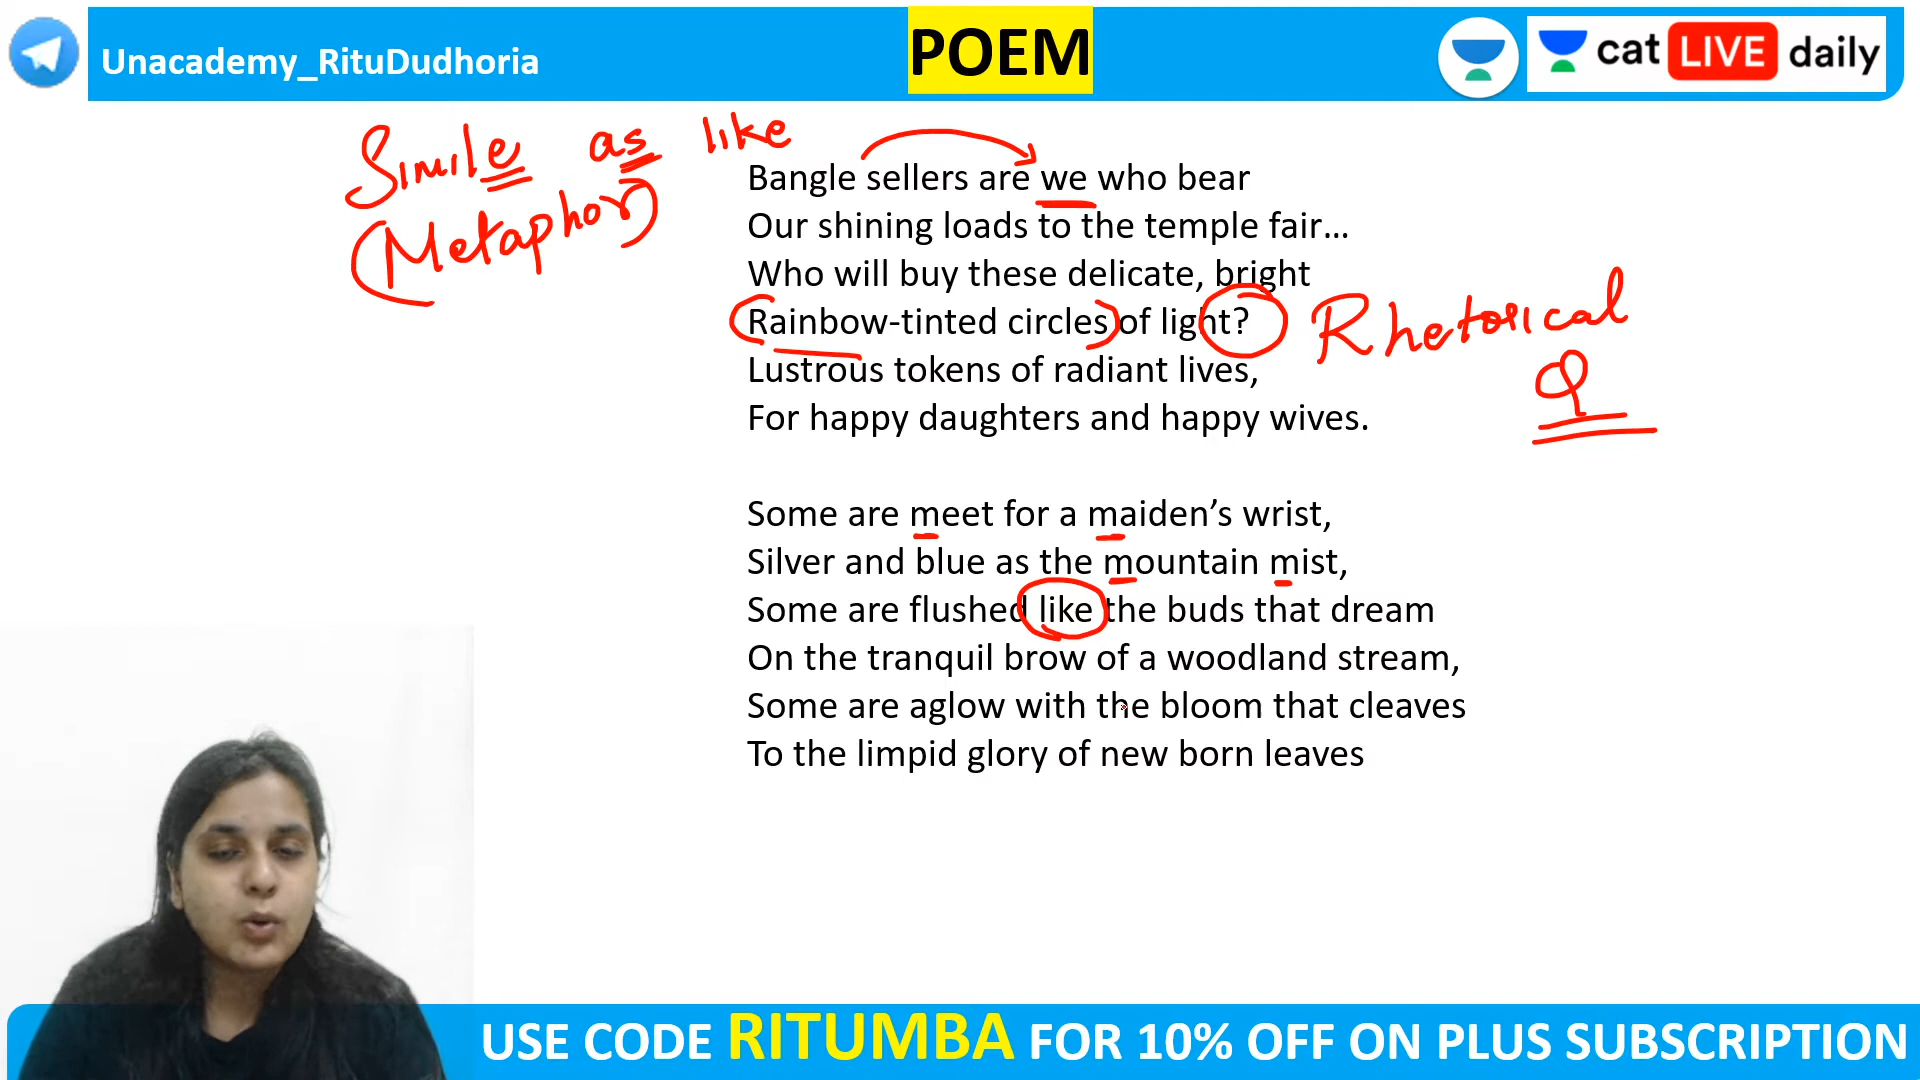 Unacademy_RituDudhoria
POEM
cat LIVE daily
Simile as like
(Metaphor)
Bangle sellers are we who bear
Our shining loads to the temple fair...
Who will buy these delicate, bright
Rainbow-tinted circles of light?
Rhetorical
Q
Lustrous tokens of radiant lives,
For happy daughters and happy wives.
Some are meet for a maiden’s wrist,
Silver and blue as the mountain mist,
Some are flushed like the buds that dream
On the tranquil brow of a woodland stream,
Some are aglow with the bloom that cleaves
To the limpid glory of new born leaves
USE CODE RITUMBA FOR 10% OFF ON PLUS SUBSCRIPTION